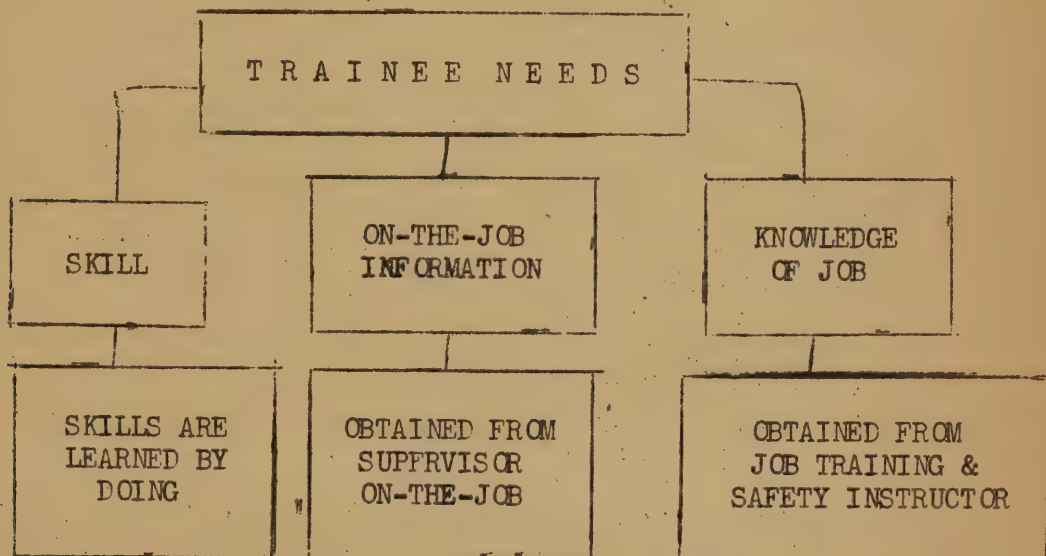 TRAINEE NEEDS
SKILL
ON-THE-JOB
INFORMATION
KNOWLEDGE
OF JOB
SKILLS ARE
LEARNED BY
DOING
OBTAINED FROM
SUPFRVISOR
ON-THE-JOB
OBTAINED FROM
JOB TRAINING &
SAFETY INSTRUCTOR